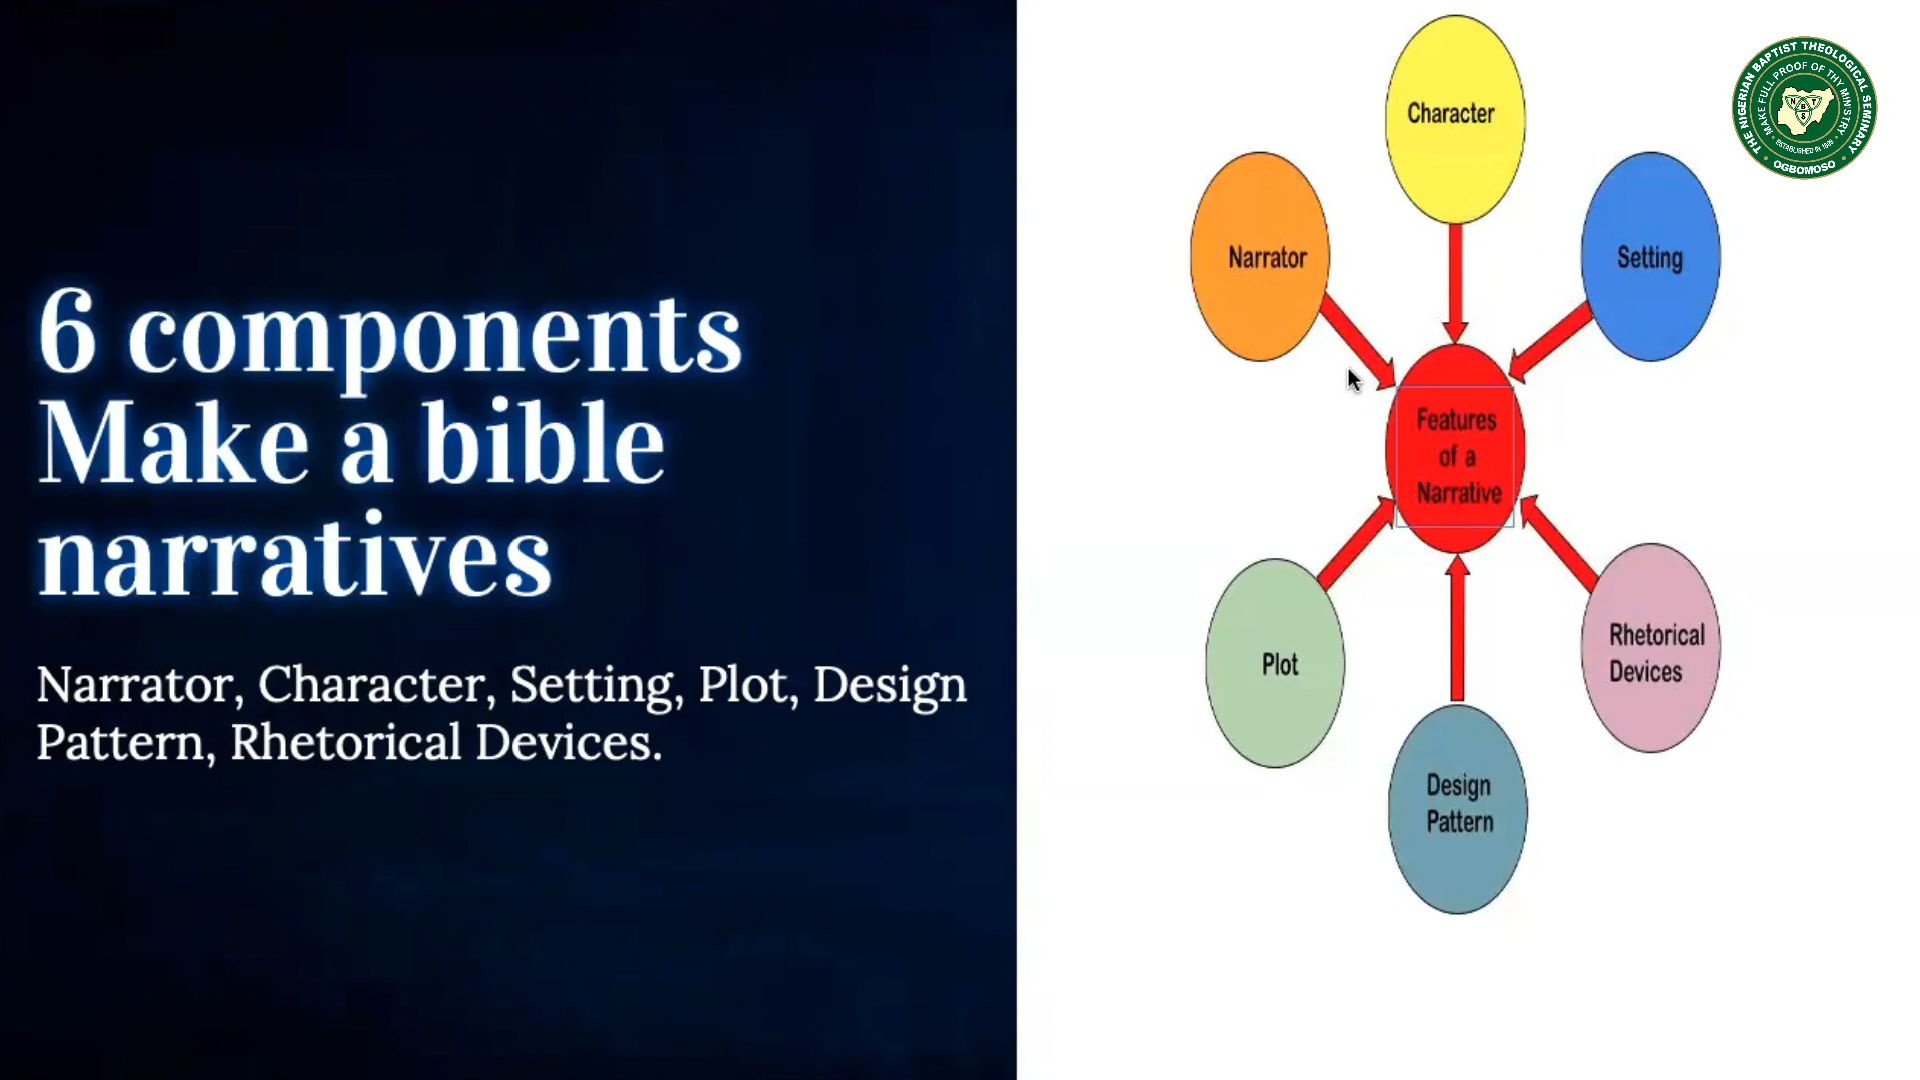 6 components
Make a bible
narratives
Narrator, Character, Setting, Plot, Design
Pattern, Rhetorical Devices.
Character
Narrator
Setting
Features
of a
Narrative
Plot
Rhetorical
Devices
Design
Pattern
THE NIGERIAN BAPTIST THEOLOGICAL SEMINARY
OGBOMOSO
MAKE FULL PROOF OF THY MINISTRY
N B T
S